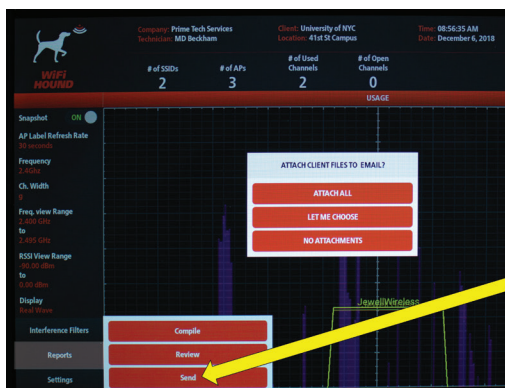 Company: Prime Tech Services
Technician: MD Beckham
Client: University of NYC
Location: 41st St Campus
Time: 08:56:35 AM
Date: December 6, 2018
WiFi
HOUND
# of SSIDs
2
# of APs
3
# of Used
Channels
2
# of Open
Channels
0
USAGE
Snapshot ON
AP Label Refresh Rate
30 seconds
Frequency
2.4Ghz
Ch. Width
0
Freq. view Range
2.400 GHz
to
2.495 GHz
RSSI View Range
-90.00 dBm
to
0.00 dBm
Display
Real Wave
Interference Filters
Reports
Settings
ATTACH CLIENT FILES TO EMAIL?
ATTACH ALL
LET ME CHOOSE
NO ATTACHMENTS
JewellWireless
Compile
Review
Send